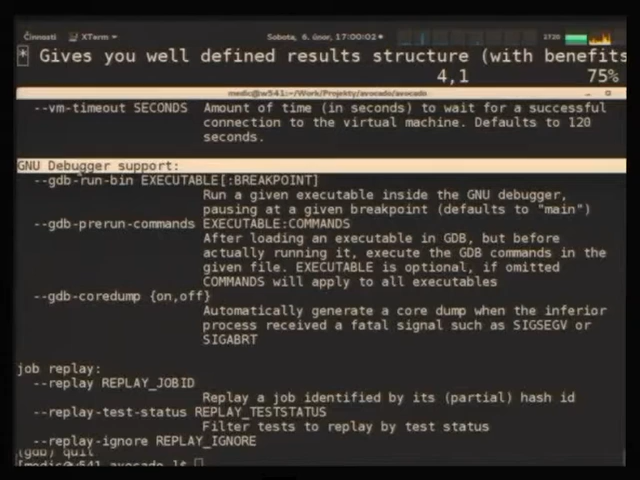 Činnosti XTerm Sobota, 6. únor, 17:00:02
* Gives you well defined results structure (with benefits
4,1 75%
medic@w541:~/Work/Projekty/avocado/avocado
--vm-timeout SECONDS Amount of time (in seconds) to wait for a successful
connection to the virtual machine. Defaults to 120
seconds.
GNU Debugger support:
--gdb-run-bin EXECUTABLE[:BREAKPOINT]
Run a given executable inside the GNU debugger,
pausing at a given breakpoint (defaults to "main")
--gdb-prerun-commands EXECUTABLE:COMMANDS
After loading an executable in GDB, but before
actually running it, execute the GDB commands in the
given file. EXECUTABLE is optional, if omitted
COMMANDS will apply to all executables
--gdb-coredump {on,off}
Automatically generate a core dump when the inferior
process received a fatal signal such as SIGSEGV or
SIGABRT
job replay:
--replay REPLAY_JOBID
Replay a job identified by its (partial) hash id
--replay-test-status REPLAY_TESTSTATUS
Filter tests to replay by test status
--replay-ignore REPLAY_IGNORE
(gdb) quit
[medic@w541 avocado]$